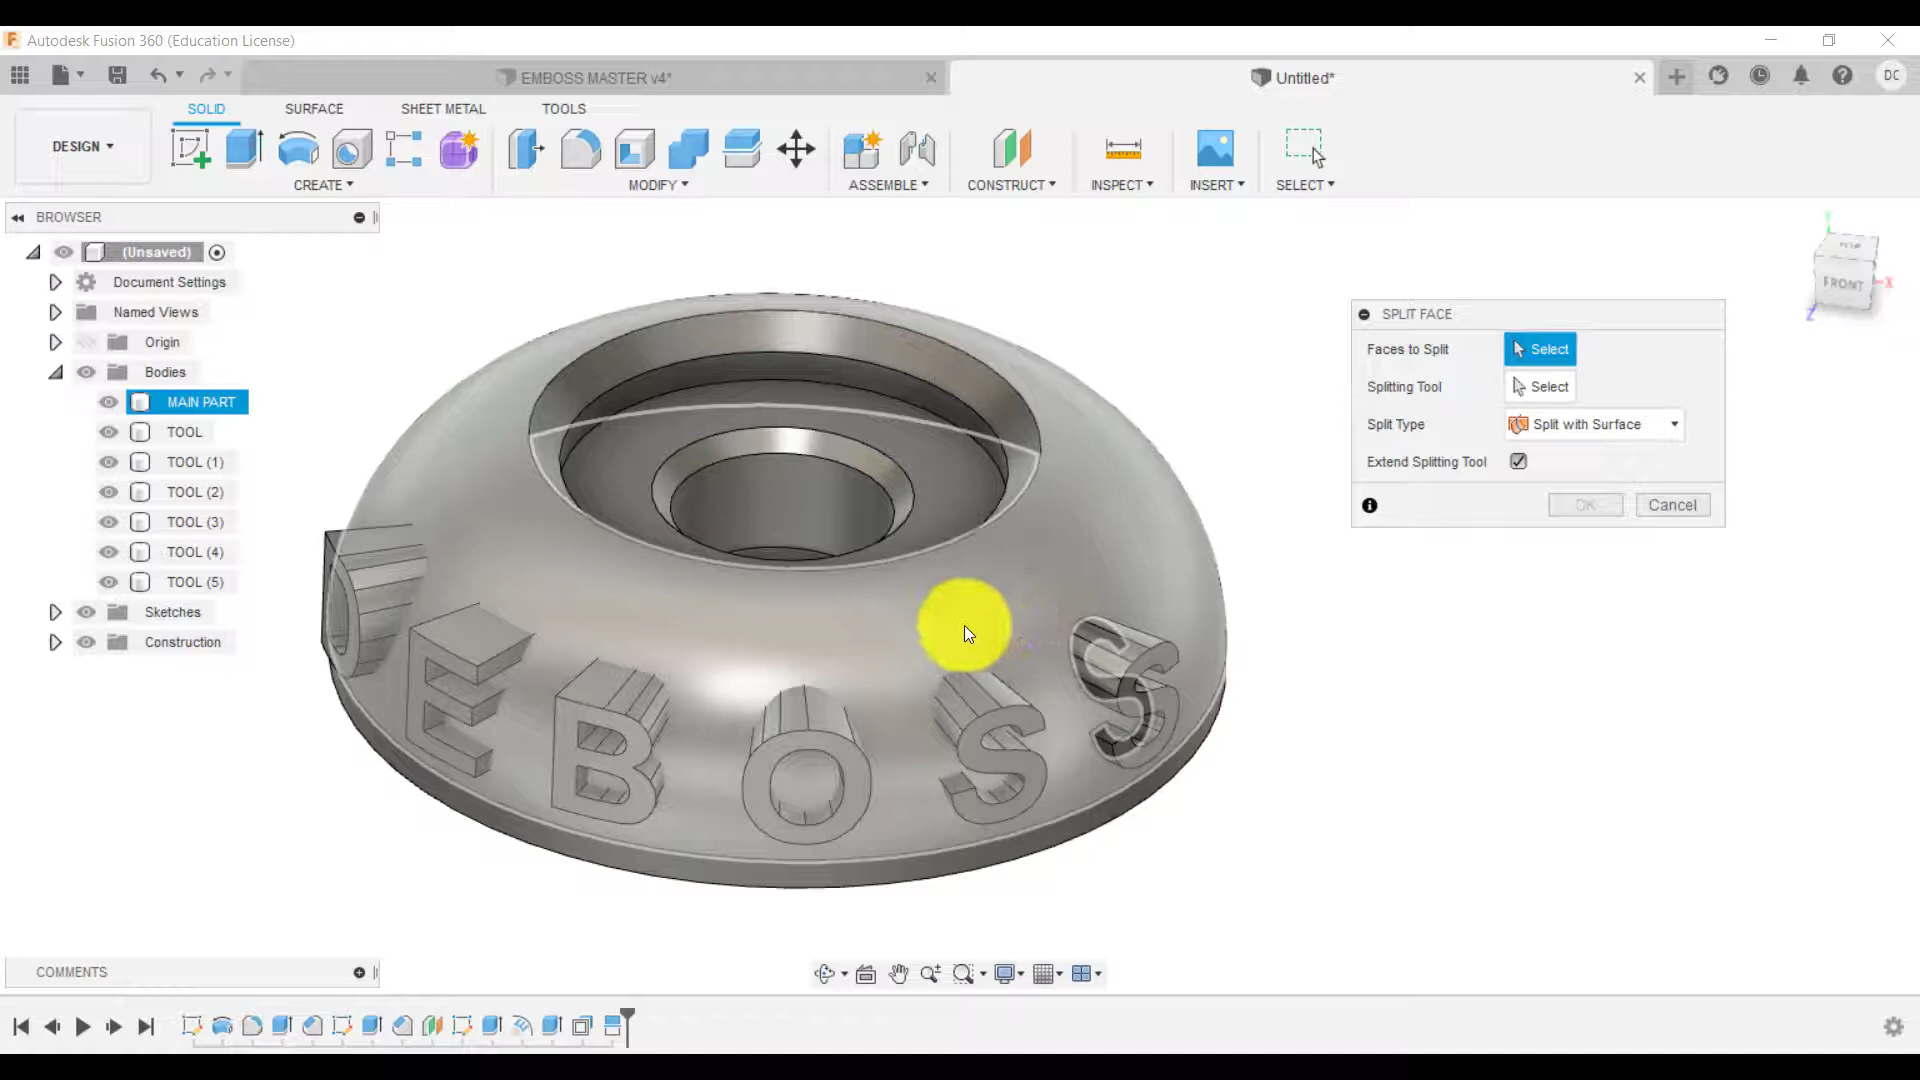 Autodesk Fusion 360 (Education License)
EMBOSS MASTER v4*
Untitled*
DC
SOLID
SURFACE
SHEET METAL
TOOLS
DESIGN
CREATE
MODIFY
ASSEMBLE
CONSTRUCT
INSPECT
INSERT
SELECT
BROWSER
(Unsaved)
Document Settings
Named Views
Origin
Bodies
MAIN PART
TOOL
TOOL (1)
TOOL (2)
TOOL (3)
TOOL (4)
TOOL (5)
Sketches
Construction
TOP
FRONT
X
Y
Z
SPLIT FACE
Faces to Split
Select
Splitting Tool
Select
Split Type
Split with Surface
Extend Splitting Tool
OK
Cancel
DEBOSS
COMMENTS